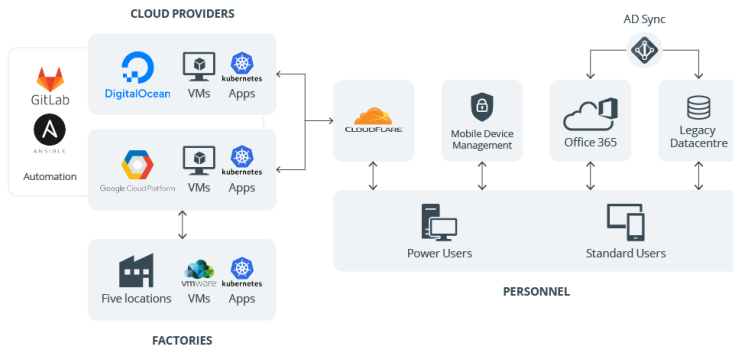 CLOUD PROVIDERS
AD Sync
GitLab
ANSIBLE
Automation
DigitalOcean
VMs
kubernetes
Apps
Google Cloud Platform
VMs
kubernetes
Apps
CLOUDFLARE
Mobile Device
Management
Office 365
Legacy
Datacentre
Power Users
Standard Users
PERSONNEL
Five locations
vmware
VMs
kubernetes
Apps
FACTORIES